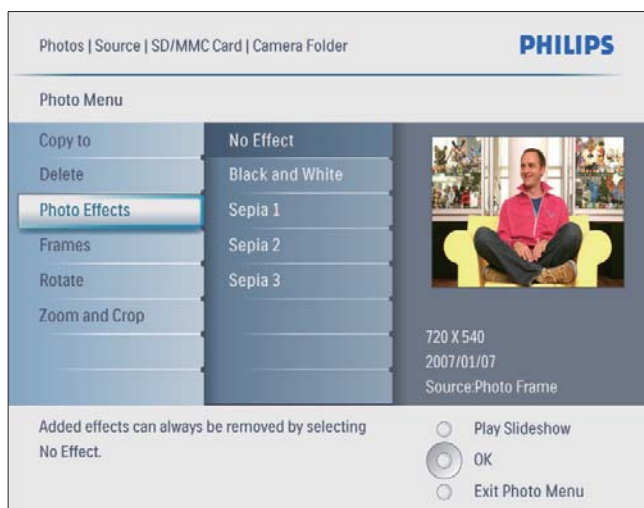 Photos | Source | SD/MMC Card | Camera Folder
PHILIPS
Photo Menu
Copy to
Delete
Photo Effects
Frames
Rotate
Zoom and Crop
No Effect
Black and White
Sepia 1
Sepia 2
Sepia 3
720 X 540
2007/01/07
Source:Photo Frame
Added effects can always be removed by selecting
No Effect.
Play Slideshow
OK
Exit Photo Menu